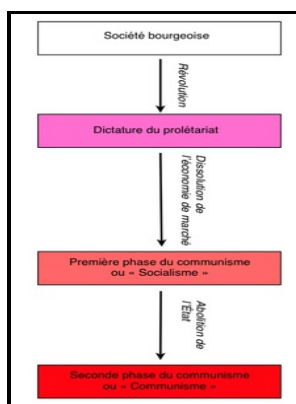 Société bourgeoise
Révolution
Dictature du prolétariat
Dissolution de
l'économie de marché
Première phase du communisme
ou « Socialisme »
Abolition de
l'État
Seconde phase du communisme
ou « Communisme »